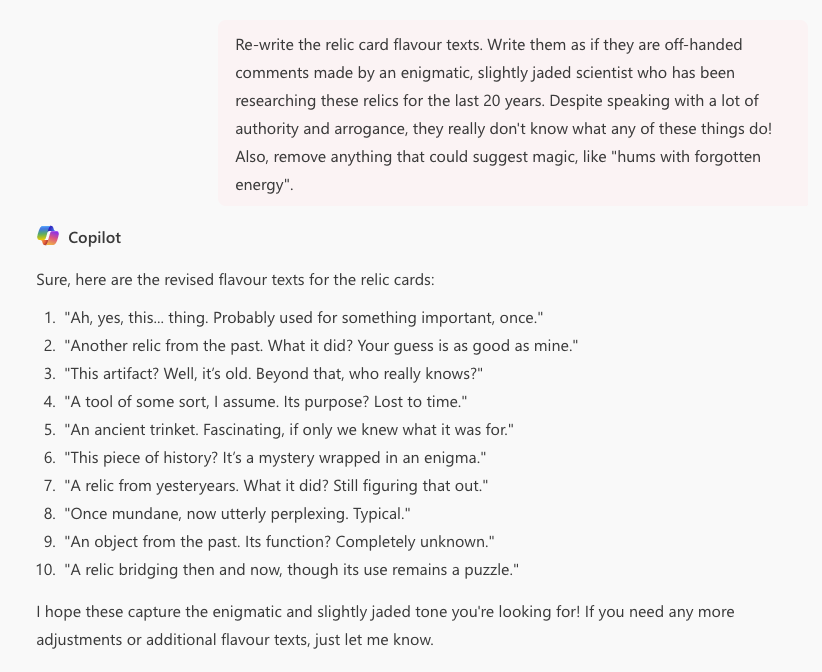 Re-write the relic card flavour texts. Write them as if they are off-handed
comments made by an enigmatic, slightly jaded scientist who has been
researching these relics for the last 20 years. Despite speaking with a lot of
authority and arrogance, they really don't know what any of these things do!
Also, remove anything that could suggest magic, like "hums with forgotten
energy".
Copilot
Sure, here are the revised flavour texts for the relic cards:
1. "Ah, yes, this... thing. Probably used for something important, once."
2. "Another relic from the past. What it did? Your guess is as good as mine."
3. "This artifact? Well, it’s old. Beyond that, who really knows?"
4. "A tool of some sort, I assume. Its purpose? Lost to time."
5. "An ancient trinket. Fascinating, if only we knew what it was for."
6. "This piece of history? It’s a mystery wrapped in an enigma."
7. "A relic from yesteryears. What it did? Still figuring that out."
8. "Once mundane, now utterly perplexing. Typical."
9. "An object from the past. Its function? Completely unknown."
10. "A relic bridging then and now, though its use remains a puzzle."
I hope these capture the enigmatic and slightly jaded tone you're looking for! If you need any more
adjustments or additional flavour texts, just let me know.